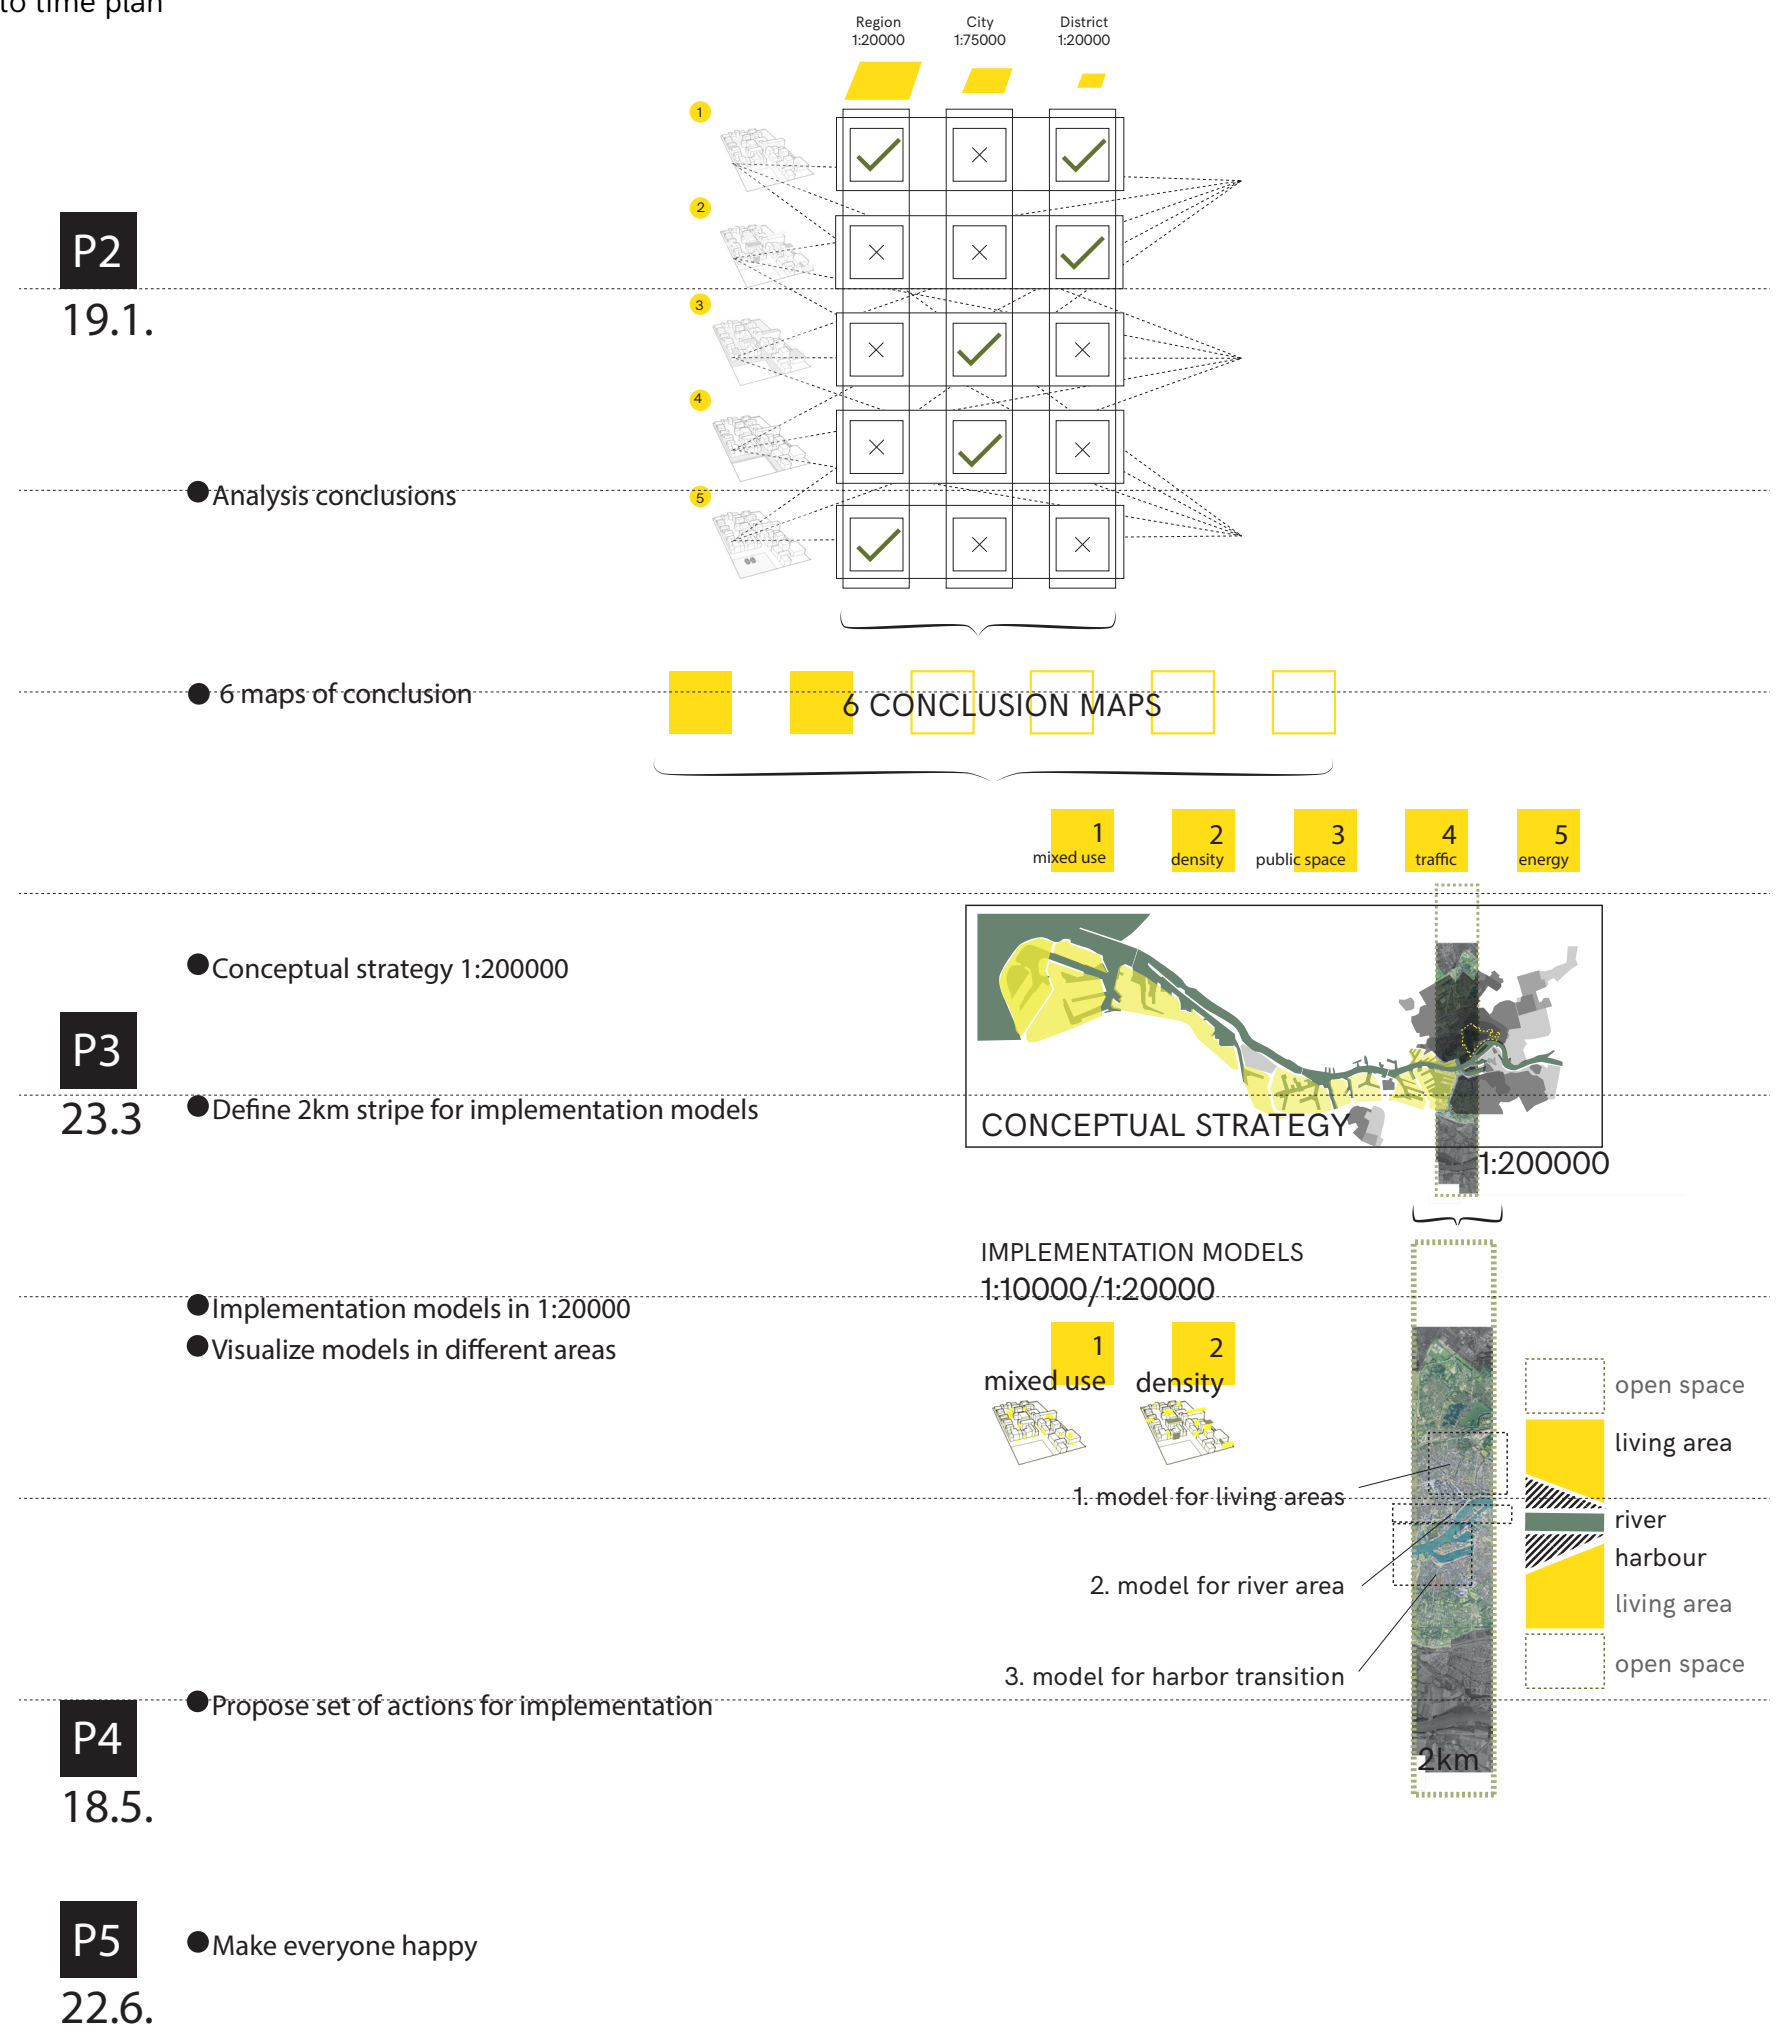 to time plan
Region
1:20000
City
1:75000
District
1:20000
1
2
3
4
5
P2
19.1.
Analysis conclusions
6 maps of conclusion
6 CONCLUSION MAPS
1
mixed use
2
density
3
public space
4
traffic
5
energy
Conceptual strategy 1:200000
P3
23.3
Define 2km stripe for implementation models
CONCEPTUAL STRATEGY
1:200000
IMPLEMENTATION MODELS
1:10000/1:20000
Implementation models in 1:20000
Visualize models in different areas
1
mixed use
2
density
1. model for living areas
2. model for river area
3. model for harbor transition
open space
living area
river
harbour
living area
open space
2km
Propose set of actions for implementation
P4
18.5.
P5
Make everyone happy
22.6.